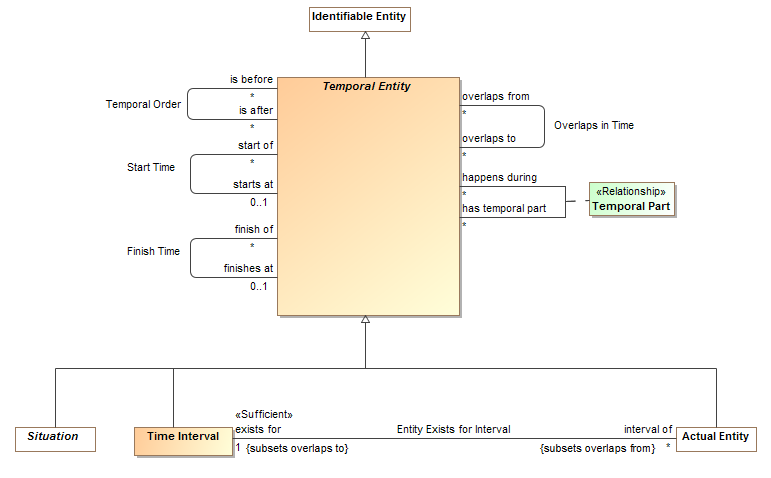 Identifiable Entity
Temporal Entity
is before
*
Temporal Order
is after
*
start of
*
Start Time
starts at
0..1
finish of
*
Finish Time
finishes at
0..1
overlaps from
*
Overlaps in Time
overlaps to
*
happens during
*
has temporal part
*
«Relationship»
Temporal Part
Situation
Time Interval
«Sufficient»
exists for
1 {subsets overlaps to}
Entity Exists for Interval
interval of
{subsets overlaps from} *
Actual Entity